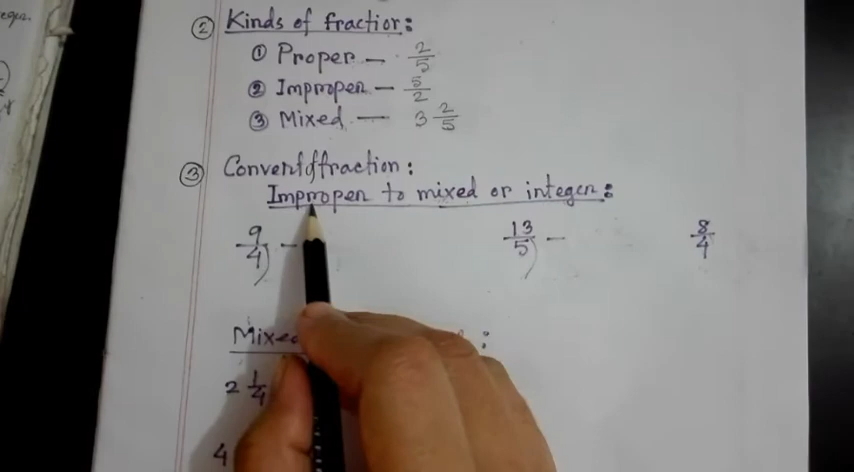 ② Kinds of fraction:
① Proper — 2/5
② Improper — 5/2
③ Mixed — 3 2/5
③ Convert fraction:
Improper to mixed or integer:
9/4 — 13/5 — 8/4
Mixed :
2 1/4
4